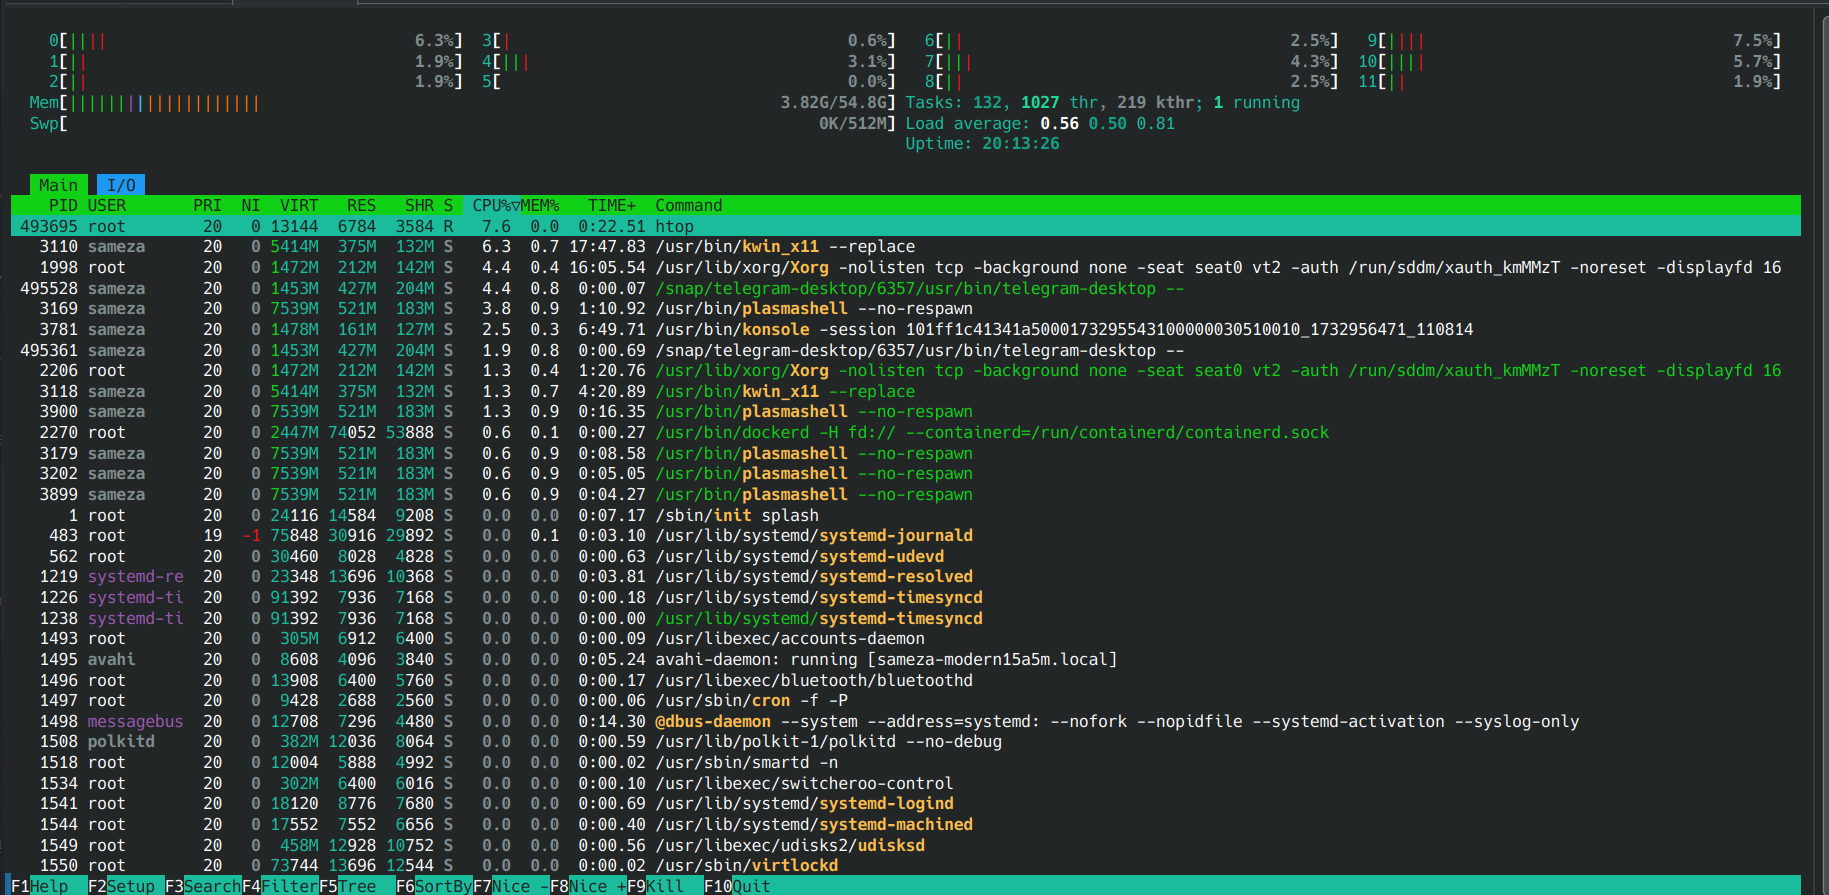 0[|||| 6.3%] 3[| 0.6%] 6[|| 2.5%] 9[|||| 7.5%]
1[|| 1.9%] 4[||| 3.1%] 7[||| 4.3%] 10[|||| 5.7%]
2[|| 1.9%] 5[ 0.0%] 8[|| 2.5%] 11[|| 1.9%]
Mem[|||||||||||||||||||| 3.82G/54.8G] Tasks: 132, 1027 thr, 219 kthr; 1 running
Swp[ 0K/512M] Load average: 0.56 0.50 0.81
Uptime: 20:13:26
Main I/O
PID USER PRI NI VIRT RES SHR S CPU%▽MEM% TIME+ Command
493695 root 20 0 13144 6784 3584 R 7.6 0.0 0:22.51 htop
3110 sameza 20 0 5414M 375M 132M S 6.3 0.7 17:47.83 /usr/bin/kwin_x11 --replace
1998 root 20 0 1472M 212M 142M S 4.4 0.4 16:05.54 /usr/lib/xorg/Xorg -nolisten tcp -background none -seat seat0 vt2 -auth /run/sddm/xauth_kmMMzT -noreset -displayfd 16
495528 sameza 20 0 1453M 427M 204M S 4.4 0.8 0:00.07 /snap/telegram-desktop/6357/usr/bin/telegram-desktop --
3169 sameza 20 0 7539M 521M 183M S 3.8 0.9 1:10.92 /usr/bin/plasmashell --no-respawn
3781 sameza 20 0 1478M 161M 127M S 2.5 0.3 6:49.71 /usr/bin/konsole -session 101ff1c41341a5000173295543100000030510010_1732956471_110814
495361 sameza 20 0 1453M 427M 204M S 1.9 0.8 0:00.69 /snap/telegram-desktop/6357/usr/bin/telegram-desktop --
2206 root 20 0 1472M 212M 142M S 1.3 0.4 1:20.76 /usr/lib/xorg/Xorg -nolisten tcp -background none -seat seat0 vt2 -auth /run/sddm/xauth_kmMMzT -noreset -displayfd 16
3118 sameza 20 0 5414M 375M 132M S 1.3 0.7 4:20.89 /usr/bin/kwin_x11 --replace
3900 sameza 20 0 7539M 521M 183M S 1.3 0.9 0:16.35 /usr/bin/plasmashell --no-respawn
2270 root 20 0 2447M 74052 53888 S 0.6 0.1 0:00.27 /usr/bin/dockerd -H fd:// --containerd=/run/containerd/containerd.sock
3179 sameza 20 0 7539M 521M 183M S 0.6 0.9 0:08.58 /usr/bin/plasmashell --no-respawn
3202 sameza 20 0 7539M 521M 183M S 0.6 0.9 0:05.05 /usr/bin/plasmashell --no-respawn
3899 sameza 20 0 7539M 521M 183M S 0.6 0.9 0:04.27 /usr/bin/plasmashell --no-respawn
1 root 20 0 24116 14584 9208 S 0.0 0.0 0:07.17 /sbin/init splash
483 root 19 -1 75848 30916 29892 S 0.0 0.1 0:03.10 /usr/lib/systemd/systemd-journald
562 root 20 0 30460 8028 4828 S 0.0 0.0 0:00.63 /usr/lib/systemd/systemd-udevd
1219 systemd-re 20 0 23348 13696 10368 S 0.0 0.0 0:03.81 /usr/lib/systemd/systemd-resolved
1226 systemd-ti 20 0 91392 7936 7168 S 0.0 0.0 0:00.18 /usr/lib/systemd/systemd-timesyncd
1238 systemd-ti 20 0 91392 7936 7168 S 0.0 0.0 0:00.00 /usr/lib/systemd/systemd-timesyncd
1493 root 20 0 305M 6912 6400 S 0.0 0.0 0:00.09 /usr/libexec/accounts-daemon
1495 avahi 20 0 8608 4096 3840 S 0.0 0.0 0:05.24 avahi-daemon: running [sameza-modern15a5m.local]
1496 root 20 0 13908 6400 5760 S 0.0 0.0 0:00.17 /usr/libexec/bluetooth/bluetoothd
1497 root 20 0 9428 2688 2560 S 0.0 0.0 0:00.06 /usr/sbin/cron -f -P
1498 messagebus 20 0 12708 7296 4480 S 0.0 0.0 0:14.30 @dbus-daemon --system --address=systemd: --nofork --nopidfile --systemd-activation --syslog-only
1508 polkitd 20 0 382M 12036 8064 S 0.0 0.0 0:00.59 /usr/lib/polkit-1/polkitd --no-debug
1518 root 20 0 12004 5888 4992 S 0.0 0.0 0:00.02 /usr/sbin/smartd -n
1534 root 20 0 302M 6400 6016 S 0.0 0.0 0:00.10 /usr/libexec/switcheroo-control
1541 root 20 0 18120 8776 7680 S 0.0 0.0 0:00.69 /usr/lib/systemd/systemd-logind
1544 root 20 0 17552 7552 6656 S 0.0 0.0 0:00.40 /usr/lib/systemd/systemd-machined
1549 root 20 0 458M 12928 10752 S 0.0 0.0 0:00.56 /usr/libexec/udisks2/udisksd
1550 root 20 0 73744 13696 12544 S 0.0 0.0 0:00.02 /usr/sbin/virtlockd
F1Help F2Setup F3SearchF4FilterF5Tree F6SortByF7Nice -F8Nice +F9Kill F10Quit